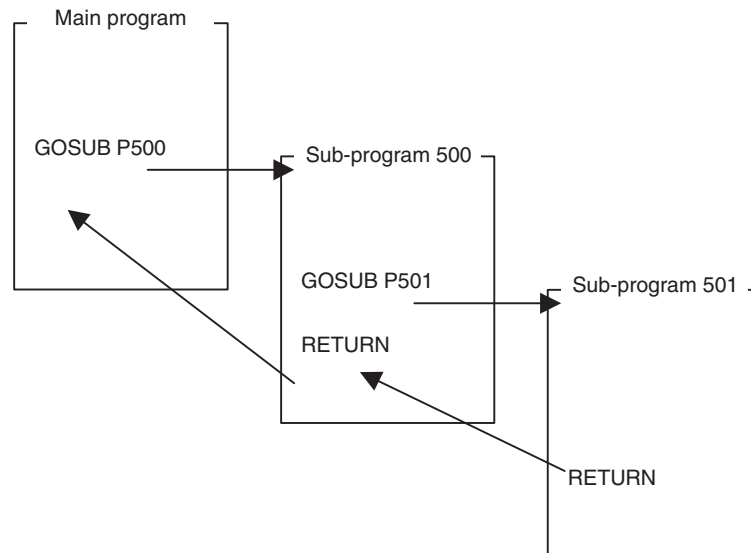 Main program
GOSUB P500
Sub-program 500
GOSUB P501
Sub-program 501
RETURN
RETURN